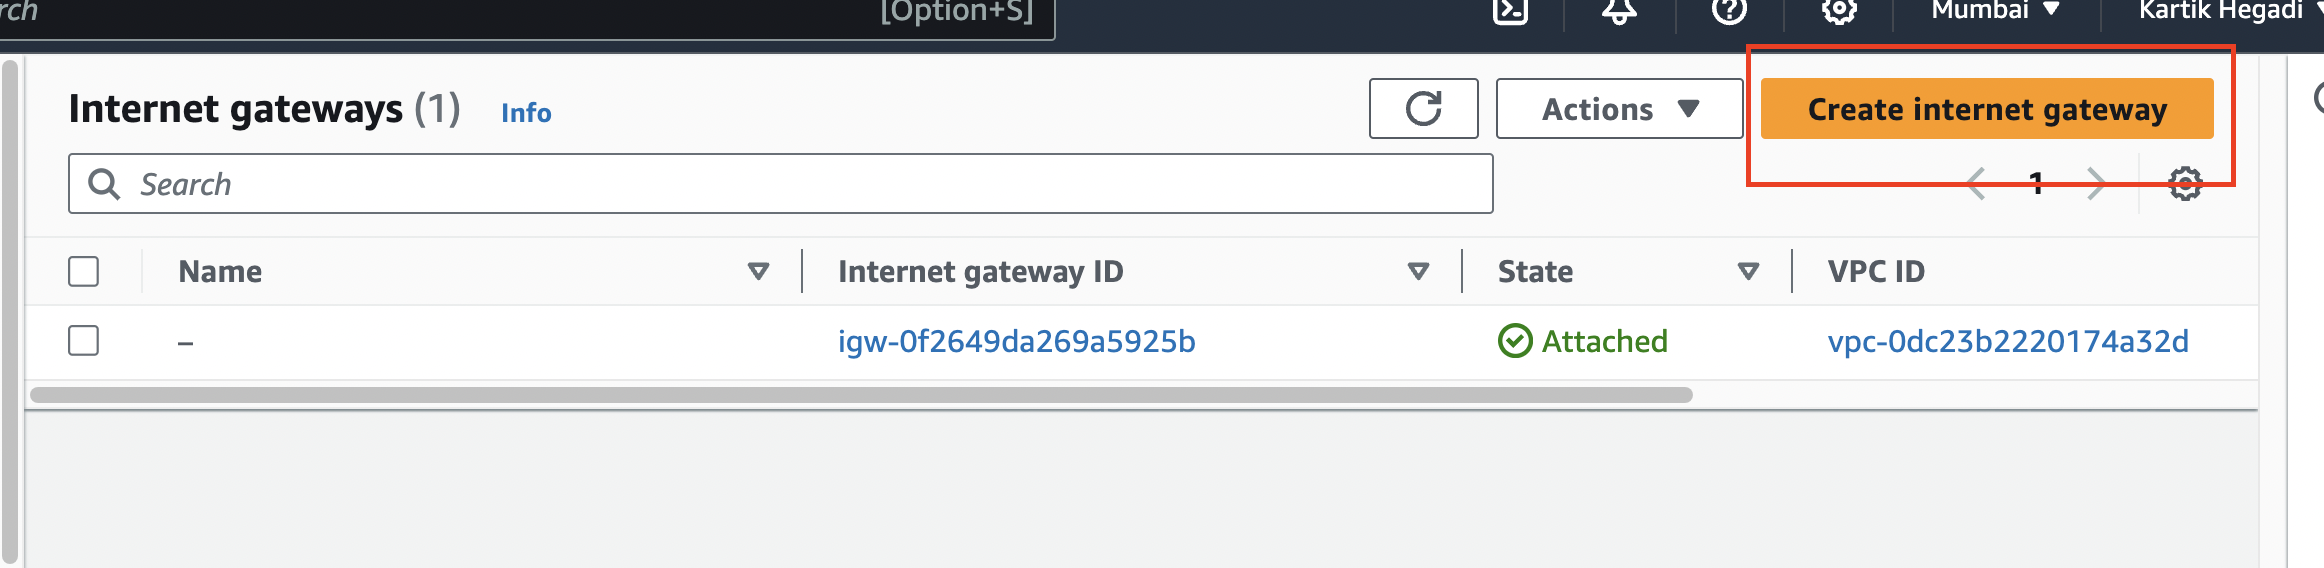 rch [Option+S] Mumbai Kartik Hegadi
Internet gateways (1) Info Actions Create internet gateway
Search 1
Name Internet gateway ID State VPC ID
– igw-0f2649da269a5925b Attached vpc-0dc23b2220174a32d